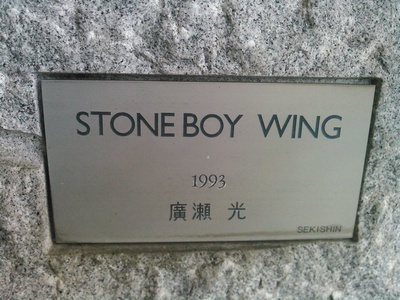 STONE BOY WING
1993
廣瀬 光
SEKISHIN